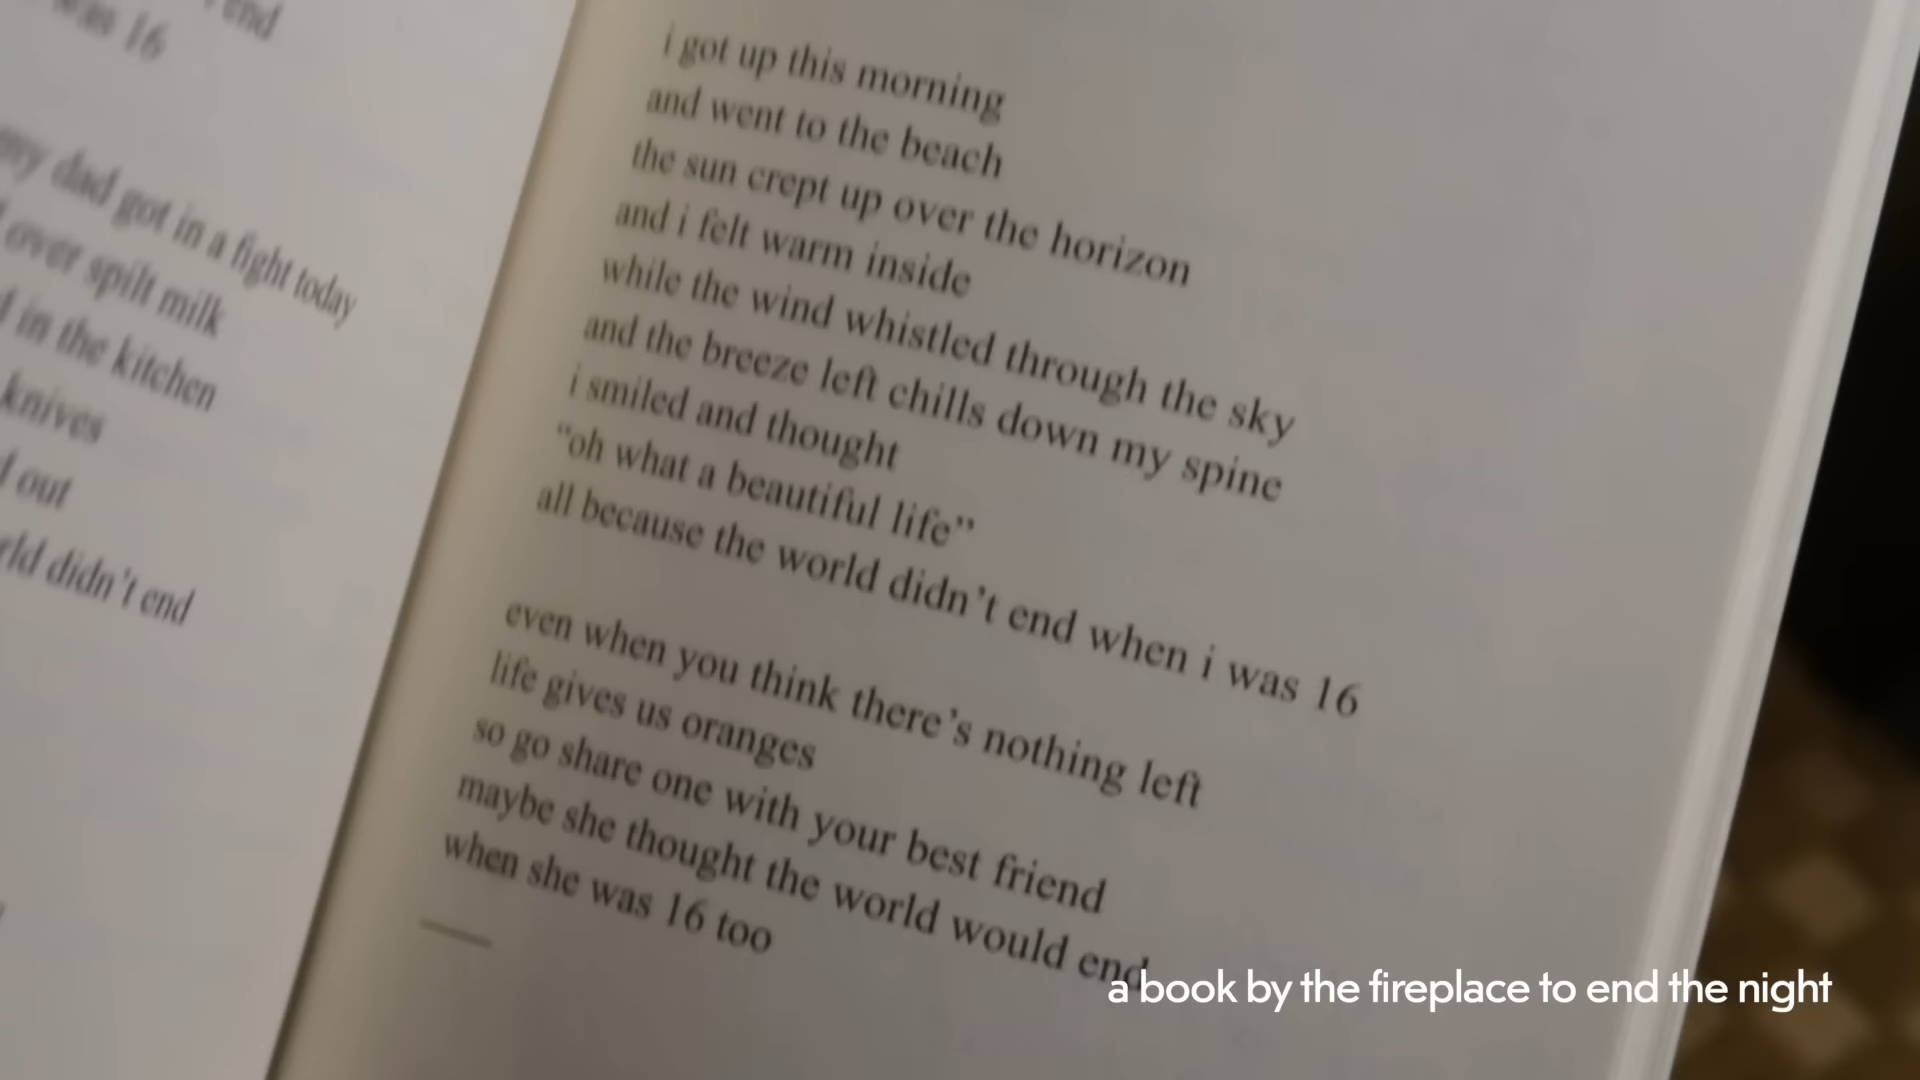 end
was 16
my dad got in a fight today
over spilt milk
in the kitchen
knives
out
didn't end
i got up this morning
and went to the beach
the sun crept up over the horizon
and i felt warm inside
while the wind whistled through the sky
and the breeze left chills down my spine
i smiled and thought
“oh what a beautiful life”
all because the world didn't end when i was 16
even when you think there's nothing left
life gives us oranges
so go share one with your best friend
maybe she thought the world would end
when she was 16 too
a book by the fireplace to end the night